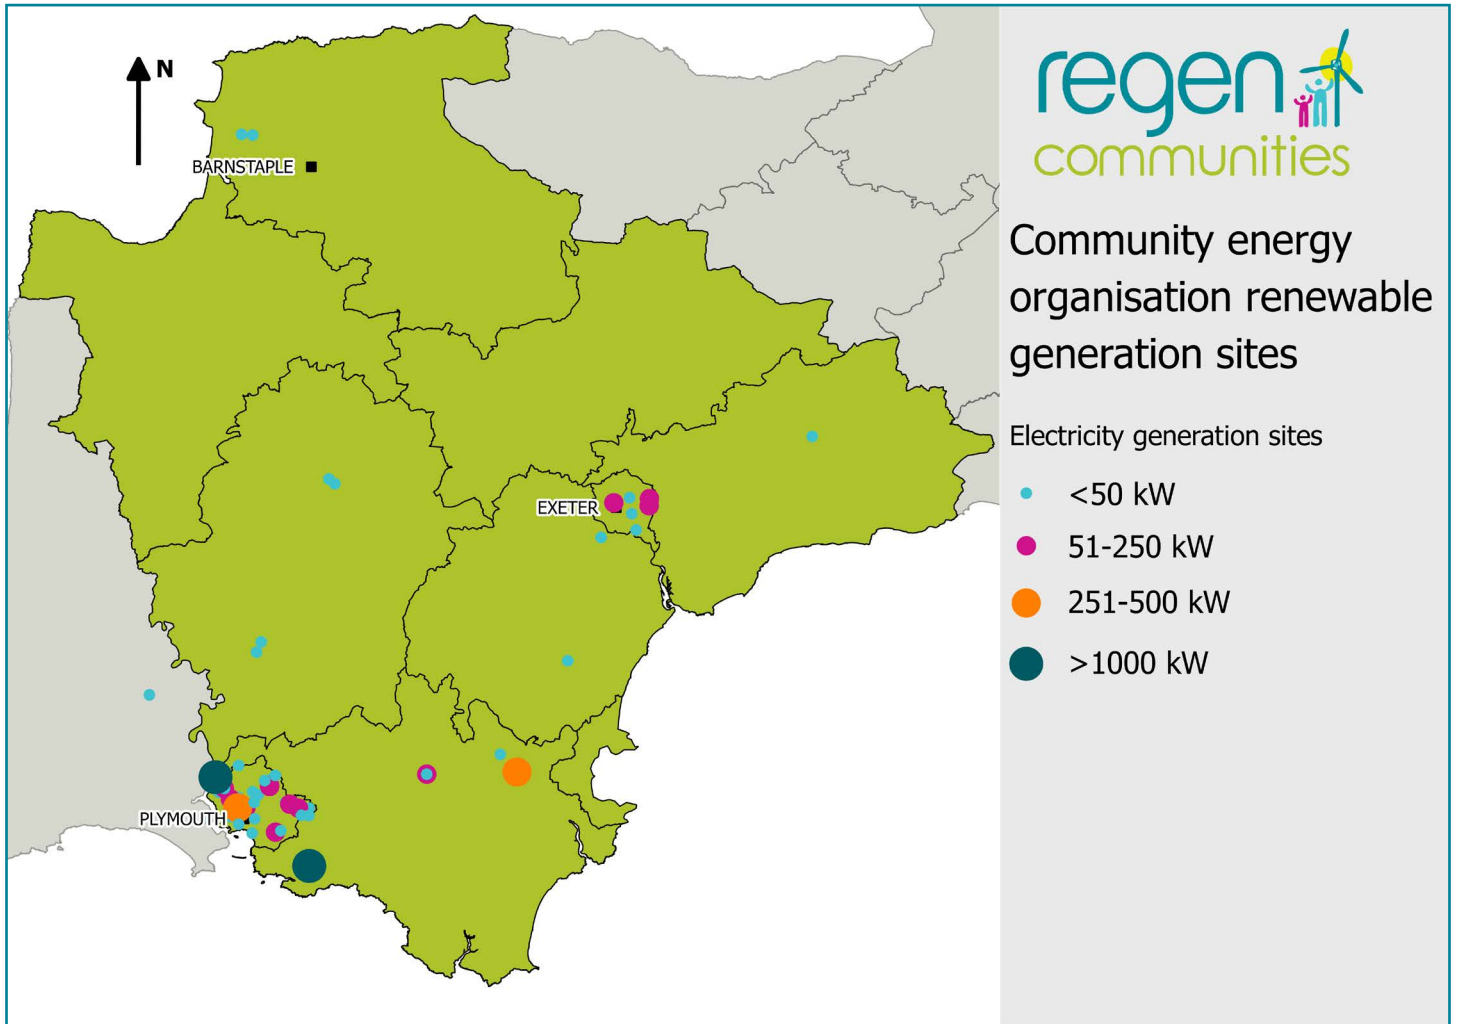 N
BARNSTAPLE
EXETER
PLYMOUTH
regen
communities
Community energy
organisation renewable
generation sites
Electricity generation sites
<50 kW
51-250 kW
251-500 kW
>1000 kW